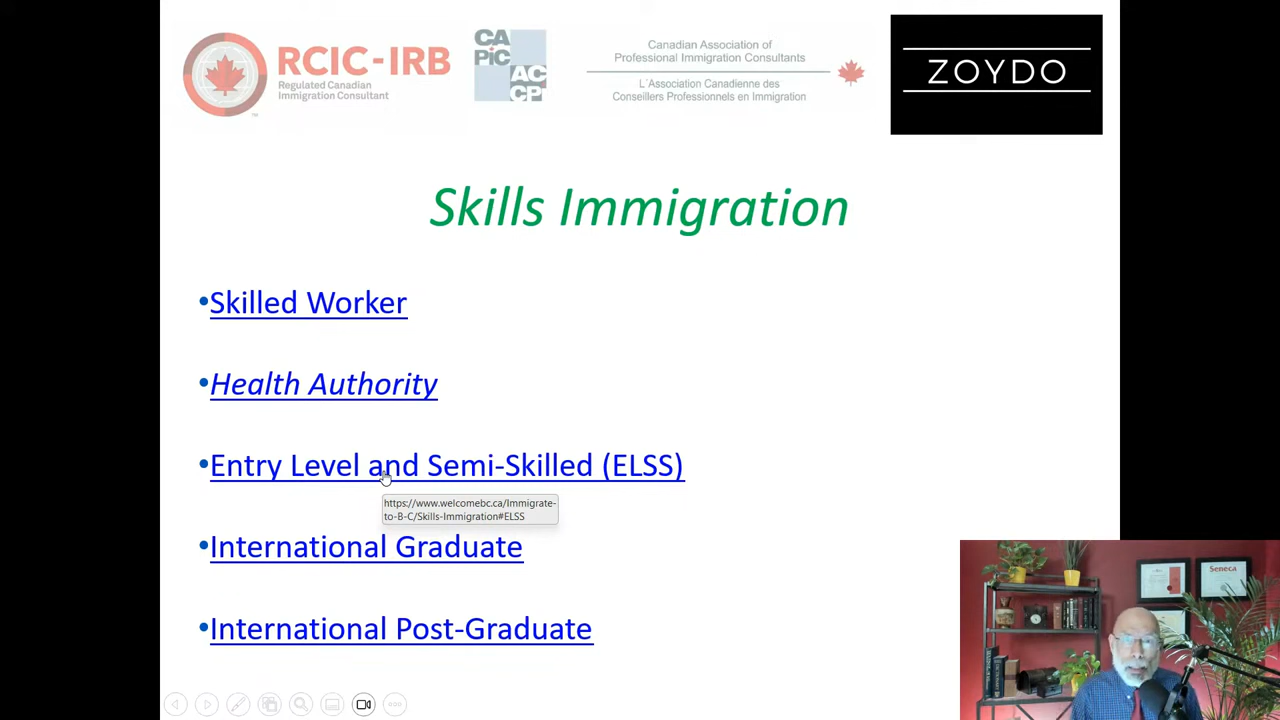 RCIC-IRB
Regulated Canadian
Immigration Consultant
CA
PiC
AC
CP
Canadian Association of
Professional Immigration Consultants
L'Association Canadienne des
Conseillers Professionnels en Immigration
ZOYDO
Skills Immigration
•Skilled Worker
•Health Authority
•Entry Level and Semi-Skilled (ELSS)
https://www.welcomebc.ca/Immigrate-
to-B-C/Skills-Immigration#ELSS
•International Graduate
•International Post-Graduate
Seneca